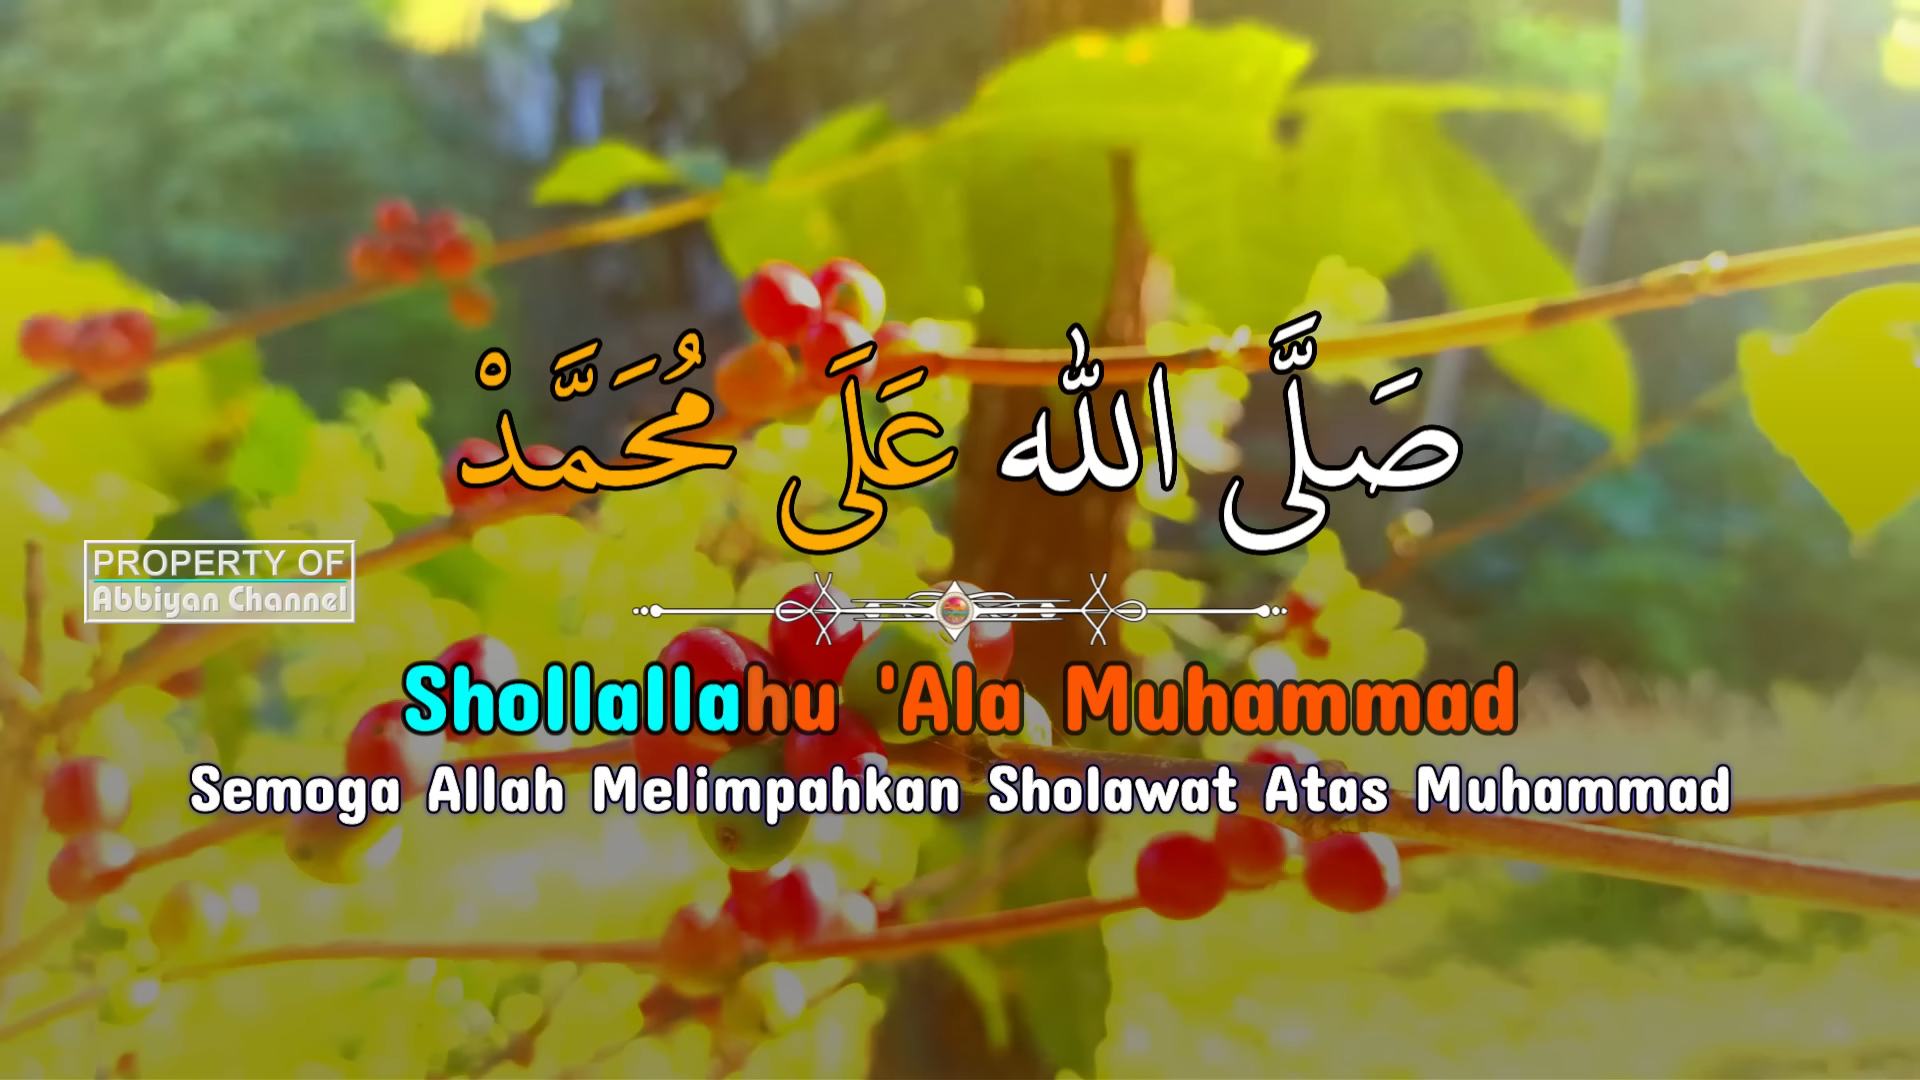 صَلَّى اللّٰه عَلَى مُحَمَّدْ
PROPERTY OF
Abbiyan Channel
Shollallahu 'Ala Muhammad
Semoga Allah Melimpahkan Sholawat Atas Muhammad